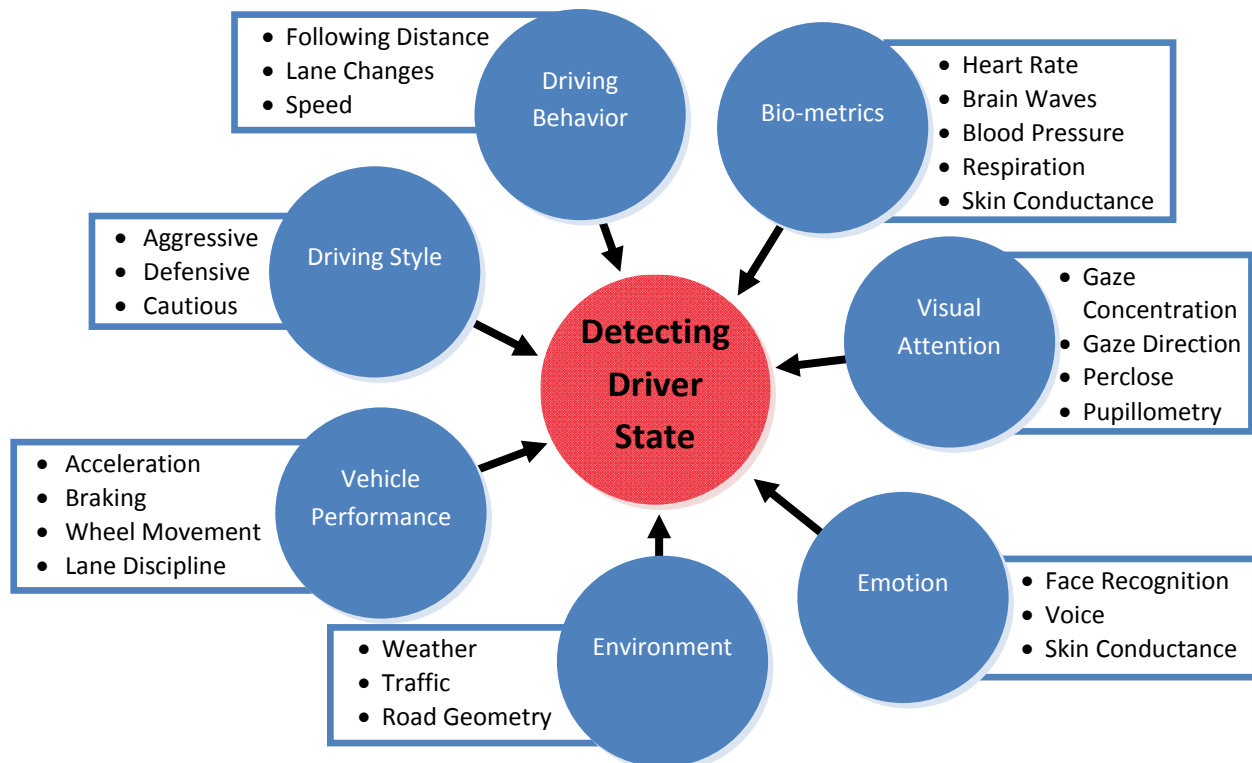 • Following Distance
• Lane Changes
• Speed
Driving
Behavior
Bio-metrics
• Heart Rate
• Brain Waves
• Blood Pressure
• Respiration
• Skin Conductance
• Aggressive
• Defensive
• Cautious
Driving Style
Visual
Attention
• Gaze
Concentration
• Gaze Direction
• Perclose
• Pupillometry
Detecting
Driver
State
• Acceleration
• Braking
• Wheel Movement
• Lane Discipline
Vehicle
Performance
Emotion
• Face Recognition
• Voice
• Skin Conductance
• Weather
• Traffic
• Road Geometry
Environment